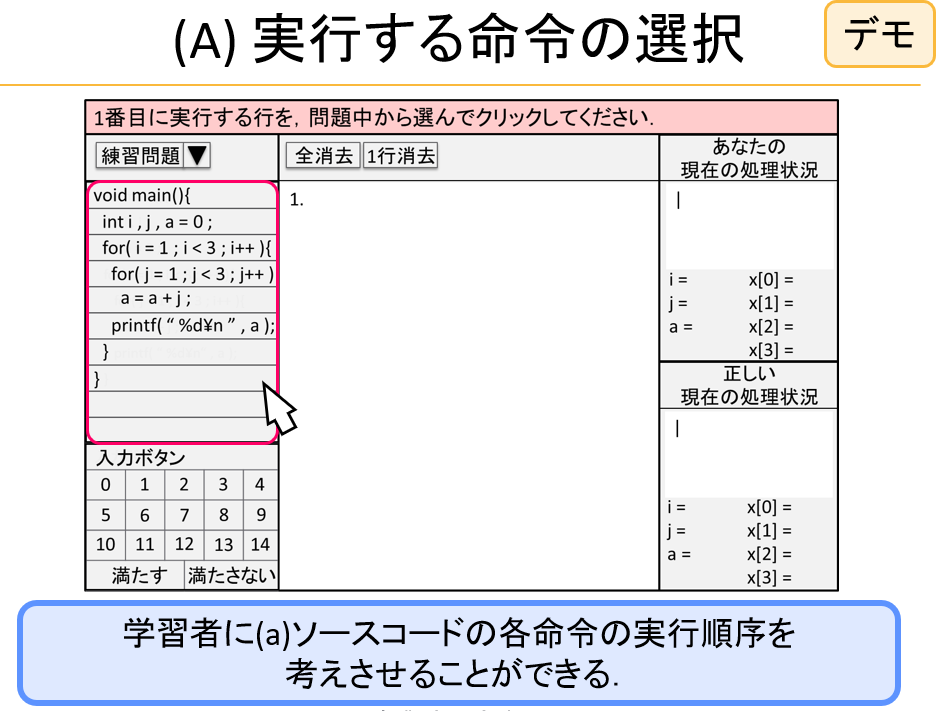 (A) 実行する命令の選択
デモ
1番目に実行する行を, 問題中から選んでクリックしてください.
練習問題▼
全消去 1行消去
あなたの
現在の処理状況
void main(){
int i , j , a = 0 ;
for( i = 1 ; i < 3 ; i++ ){
for( j = 1 ; j < 3 ; j++ )
a = a + j ;
printf( “ %d¥n ” , a );
}
}
1.
|
i = x[0] =
j = x[1] =
a = x[2] =
x[3] =
正しい
現在の処理状況
|
i = x[0] =
j = x[1] =
a = x[2] =
x[3] =
入力ボタン
0 1 2 3 4
5 6 7 8 9
10 11 12 13 14
満たす 満たさない
学習者に(a)ソースコードの各命令の実行順序を
考えさせることができる.